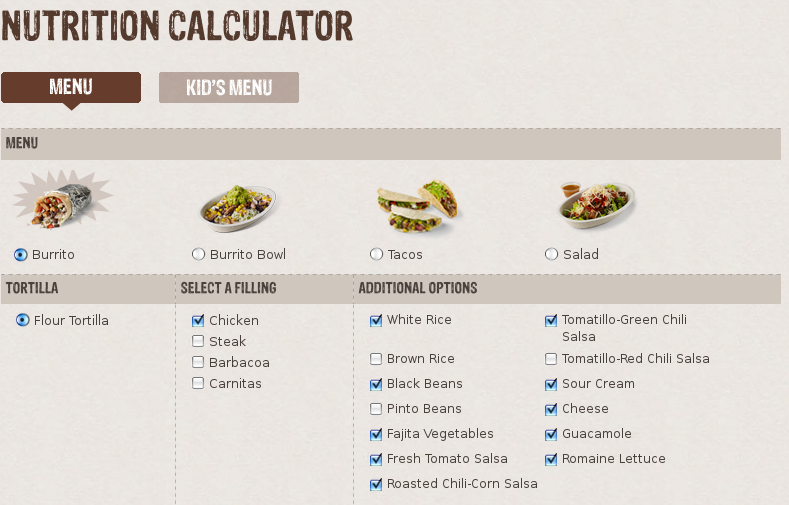 NUTRITION CALCULATOR
MENU
KID'S MENU
MENU
Burrito
Burrito Bowl
Tacos
Salad
TORTILLA
SELECT A FILLING
ADDITIONAL OPTIONS
Flour Tortilla
Chicken
Steak
Barbacoa
Carnitas
White Rice
Brown Rice
Black Beans
Pinto Beans
Fajita Vegetables
Fresh Tomato Salsa
Roasted Chili-Corn Salsa
Tomatillo-Green Chili
Salsa
Tomatillo-Red Chili Salsa
Sour Cream
Cheese
Guacamole
Romaine Lettuce